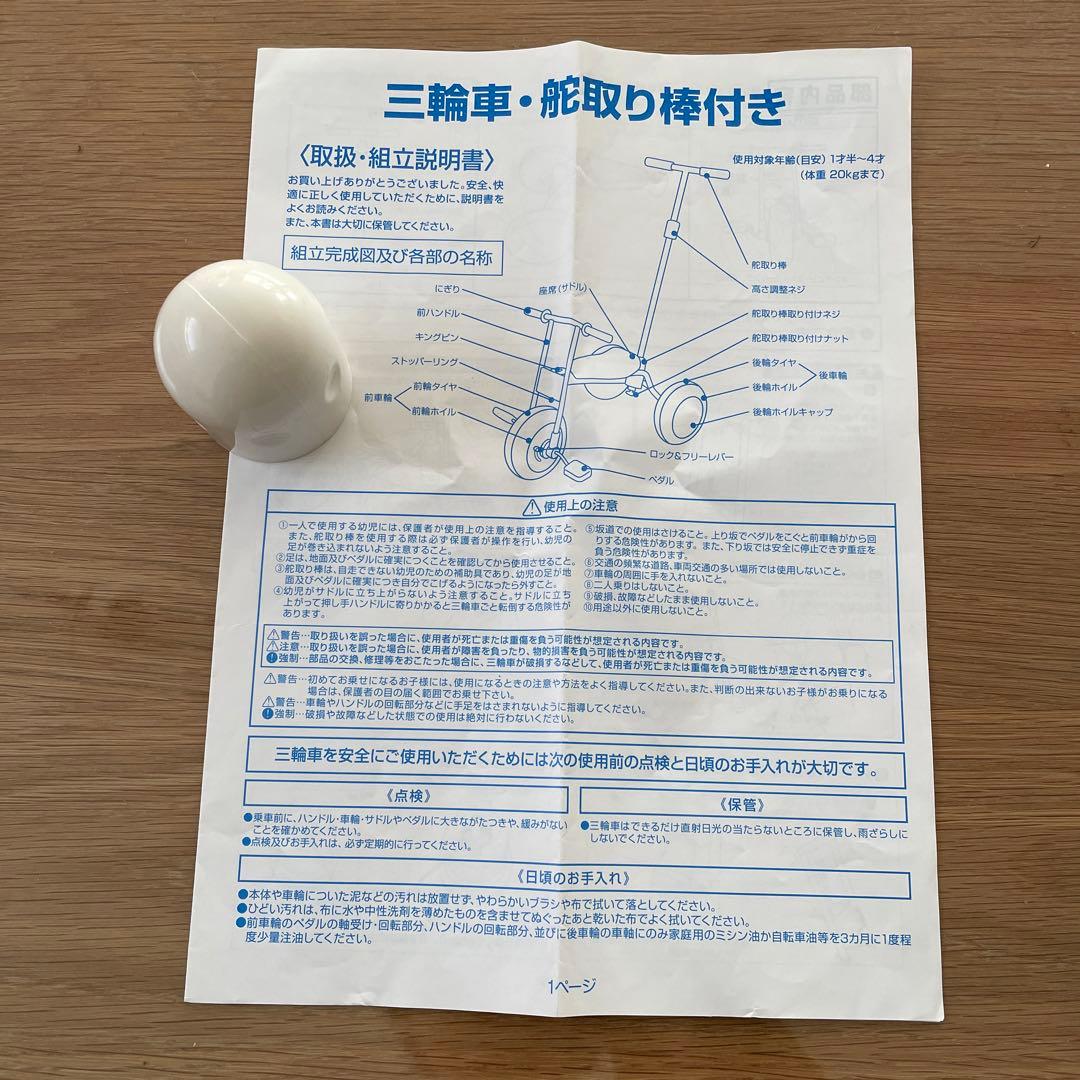 三輪車・舵取り棒付き
〈取扱・組立説明書〉
お買い上げありがとうございました。安全、快
適に正しく使用していただくために、説明書を
よくお読みください。
また、本書は大切に保管してください。
使用対象年齢(目安) 1才半〜4才
(体重 20kgまで)
組立完成図及び各部の名称
にぎり
前ハンドル
キングピン
ストッパーリング
前車輪
前輪タイヤ
前輪ホイル
座席(サドル)
舵取り棒
高さ調整ネジ
舵取り棒取り付けネジ
舵取り棒取り付けナット
後輪タイヤ
後車輪
後輪ホイル
後輪ホイルキャップ
ロック&フリーレバー
ペダル
⚠使用上の注意
①一人で使用する幼児には、保護者が使用上の注意を指導すること。
また、舵取り棒を使用する際は必ず保護者が操作を行い、幼児の
足が巻き込まれないよう注意すること。
②足は、地面及びペダルに確実につくことを確認してから使用させること。
③舵取り棒は、自走できない幼児のための補助具であり、幼児の足が地
面及びペダルに確実につき自分でこげるようになったら外すこと。
④幼児がサドルに立ち上がらないよう注意すること。サドルに立ち
上がって押し手ハンドルに寄りかかると三輪車ごと転倒する危険性が
あります。
⑤坂道での使用はさけること。上り坂でペダルをこぐと前車輪がから回
りする危険性があります。また、下り坂では安全に停止できず重症を
負う危険性があります。
⑥交通の頻繁な道路、車両交通の多い場所では使用しないこと。
⑦車輪の周囲に手を入れないこと。
⑧二人乗りはしないこと。
⑨破損、故障などしたまま使用しないこと。
⑩用途以外に使用しないこと。
⚠警告…取り扱いを誤った場合に、使用者が死亡または重傷を負う可能性が想定される内容です。
⚠注意…取り扱いを誤った場合に、使用者が障害を負ったり、物的損害を負う可能性が想定される内容です。
❗強制…部品の交換、修理等をおこたった場合に、三輪車が破損するなどして、使用者が死亡または重傷を負う可能性が想定される内容です。
⚠警告…初めてお乗せになるお子様には、使用になるときの注意や方法をよく指導してください。また、判断の出来ないお子様がお乗りになる
場合は、保護者の目の届く範囲でお乗せ下さい。
⚠警告…車輪やハンドルの回転部分などに手足をはさまれないように指導してください。
❗強制…破損や故障などした状態での使用は絶対に行わないください。
三輪車を安全にご使用いただくためには次の使用前の点検と日頃のお手入れが大切です。
《点検》
●乗車前に、ハンドル・車輪・サドルやペダルに大きながたつきや、緩みがない
ことを確かめてください。
●点検及びお手入れは、必ず定期的に行ってください。
《保管》
●三輪車はできるだけ直射日光の当たらないところに保管し、雨ざらしに
しないでください。
《日頃のお手入れ》
●本体や車輪についた泥などの汚れは放置せず、やわらかいブラシや布で拭いて落としてください。
●ひどい汚れは、布に水や中性洗剤を薄めたものを含ませてぬぐったあと乾いた布でよく拭いてください。
●前車輪のペダルの軸受け・回転部分、ハンドルの回転部分、並びに後車輪の車軸にのみ家庭用のミシン油か自転車油等を3カ月に1度程
度少量注油してください。
1ページ